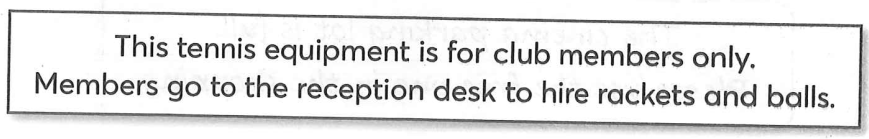 This tennis equipment is for club members only.
Members go to the reception desk to hire rackets and balls.